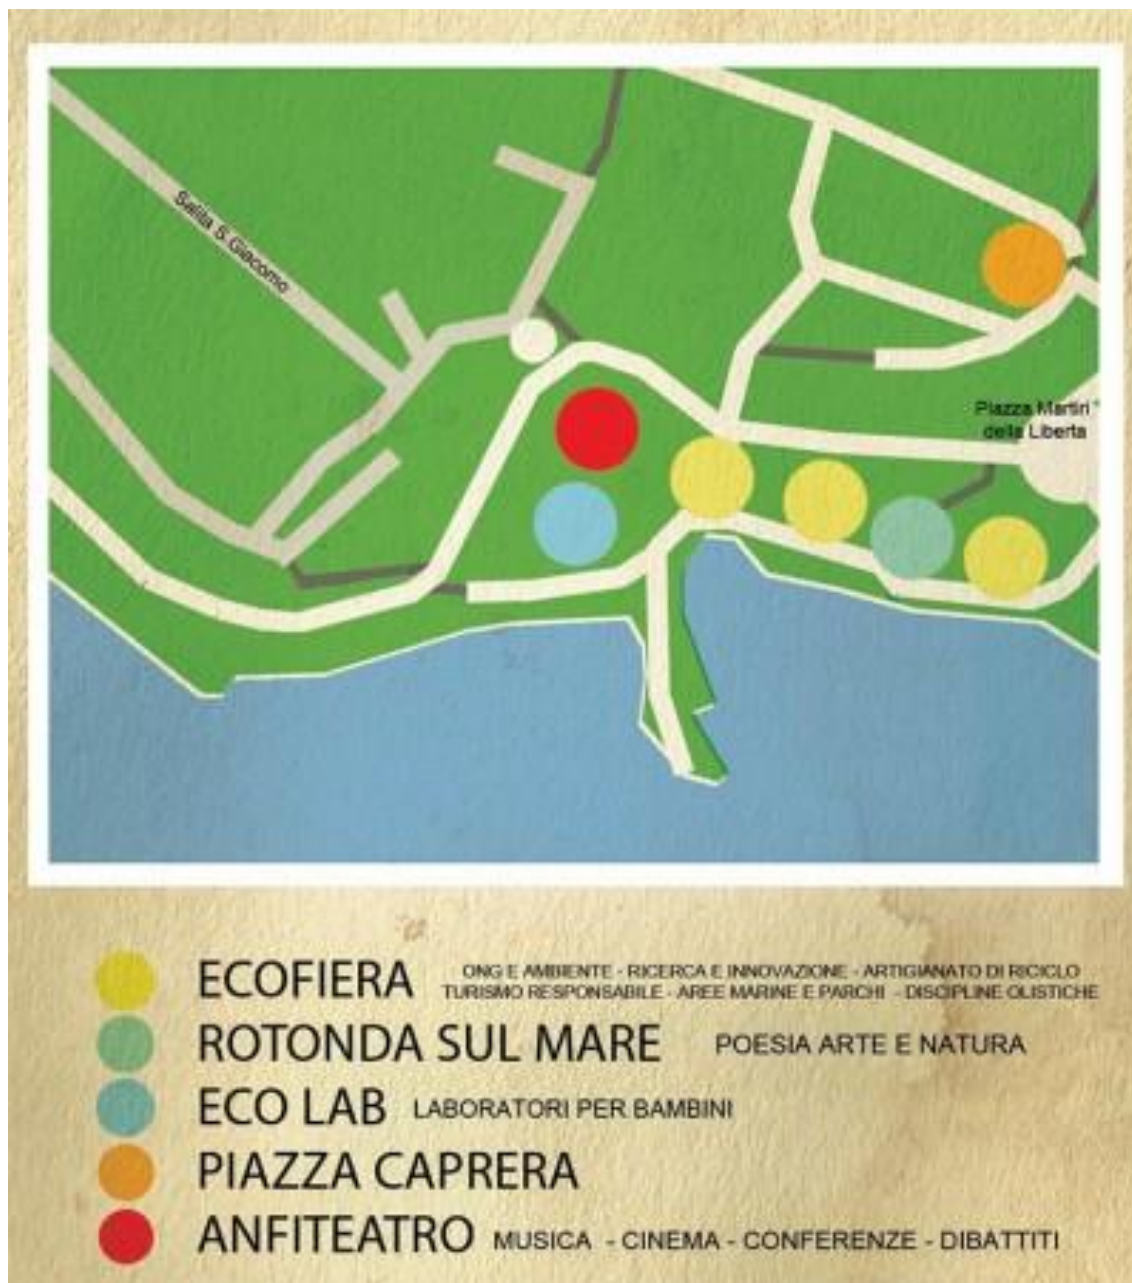 Salita S.Giacomo
Piazza Martiri
della Liberta
ECOFIERA
ONG E AMBIENTE - RICERCA E INNOVAZIONE - ARTIGIANATO DI RICICLO
TURISMO RESPONSABILE - AREE MARINE E PARCHI - DISCIPLINE OLISTICHE
ROTONDA SUL MARE POESIA ARTE E NATURA
ECO LAB LABORATORI PER BAMBINI
PIAZZA CAPRERA
ANFITEATRO MUSICA - CINEMA - CONFERENZE - DIBATTITI